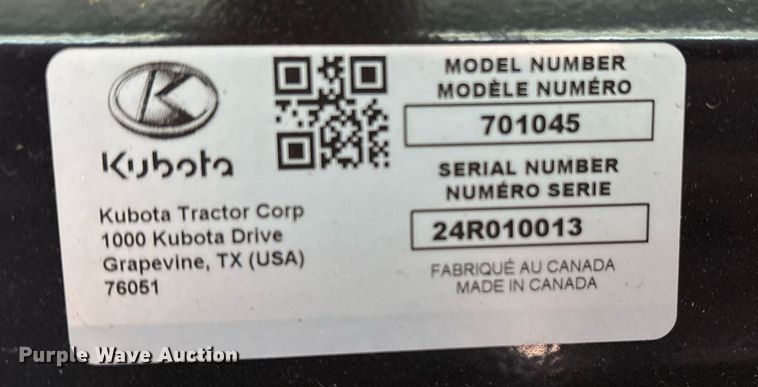 Kubota
Kubota Tractor Corp
1000 Kubota Drive
Grapevine, TX (USA)
76051
MODEL NUMBER
MODÈLE NUMÉRO
701045
SERIAL NUMBER
NUMÉRO SERIE
24R010013
FABRIQUÉ AU CANADA
MADE IN CANADA
Purple Wave Auction